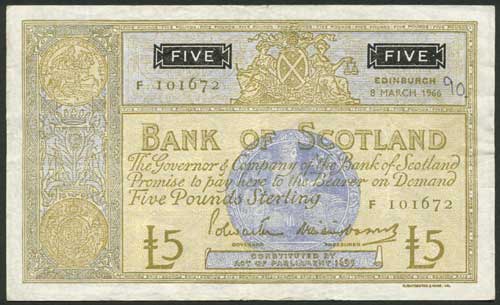 FIVE FIVE
F 101672 EDINBURGH
8 MARCH 1966 90
BANK OF SCOTLAND
The Governor & Company of the Bank of Scotland
Promise to pay here to the Bearer on Demand
Five Pounds Sterling F 101672
GOVERNOR TREASURER
£5 £5
CONSTITUTED BY
ACT OF PARLIAMENT 1695